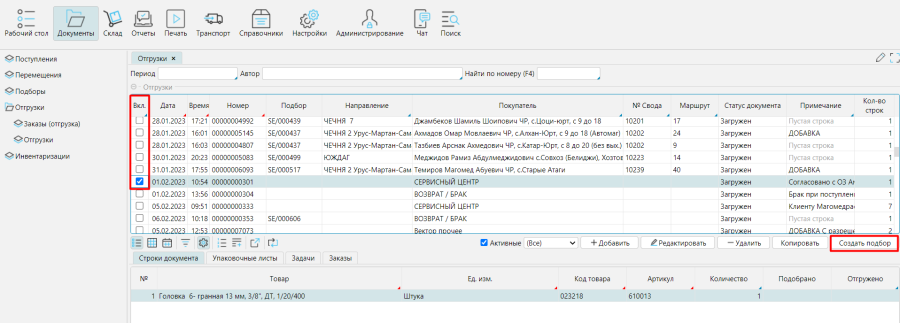 Рабочий стол Документы Склад Отчеты Печать Транспорт Справочники Настройки Администрирование Чат Поиск
Поступления
Перемещения
Подборы
Отгрузки
Заказы (отгрузка)
Отгрузки
Инвентаризации
Отгрузки ×
Период Автор Найти по номеру (F4)
Отгрузки
Вкл. Дата Время Номер Подбор Направление Покупатель № Свода Маршрут Статус документа Примечание Кол-во строк
28.01.2023 17:21 00000004992 SE/000439 ЧЕЧНЯ 7 Джамбеков Шамиль Шоипович ЧР, с.Цоци-юрт, с 9 до 18 10201 17 Загружен Пустая строка 1
28.01.2023 16:01 00000005145 SE/000439 ЧЕЧНЯ 2 Урус-Мартан-Сам Ахмадов Омар Мовлаевич ЧР, с.Алхан-Юрт, с 9 до 18 (Автомаг) 10202 24 Загружен ДОБАВКА 1
28.01.2023 16:03 00000004807 SE/000437 ЧЕЧНЯ 2 Урус-Мартан-Сам Тазбиев Арснак Ахмедович ЧР, с.Катар-Юрт, с 8 до 20 (без вых.) 10202 9 Загружен Пустая строка 1
30.01.2023 20:23 00000005083 SE/000499 ЮЖДАГ Меджидов Рамиз Абдулмеджидович с.Совхоз (Белиджи), Хозтов 10223 14 Загружен Пустая строка 1
31.01.2023 17:55 00000006093 SE/000517 ЧЕЧНЯ 2 Урус-Мартан-Сам Темиров Магомед Абуевич ЧР, с.Старые Атаги 10239 40 Загружен ДОБАВКА 1
01.02.2023 10:54 00000000301 СЕРВИСНЫЙ ЦЕНТР Загружен Согласовано с ОЗ Ан 1
01.02.2023 13:56 00000000304 ВОЗВРАТ / БРАК Загружен Брак при поступлен 1
05.02.2023 09:51 00000000333 СЕРВИСНЫЙ ЦЕНТР Загружен Клиенту Магомедра 7
06.02.2023 10:18 00000000353 SE/000606 ВОЗВРАТ / БРАК Загружен Пустая строка 1
05.02.2023 12:53 00000005073 Вектор прочее Загружен ДОБАВКА С разреше 2
Активные (Все) Добавить Редактировать Удалить Копировать Создать подбор
Строки документа Упаковочные листы Задачи Заказы
№ Товар Ед. изм. Код товара Артикул Количество Подобрано Отгружено
1 Головка 6- гранная 13 мм, 3/8", ДТ, 1/20/400 Штука 023218 610013 1